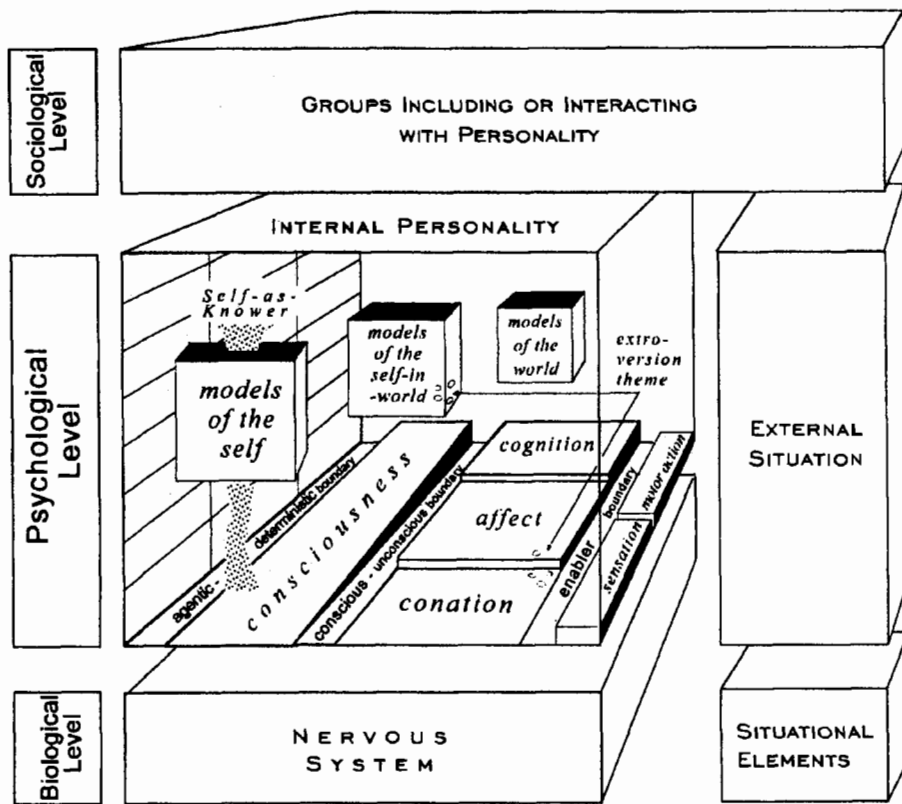 Sociological
Level
GROUPS INCLUDING OR INTERACTING
WITH PERSONALITY
Psychological
Level
INTERNAL PERSONALITY
Self-as-
Knower
models
of the
self
models
of the
self-in
-world
models
of the
world
extro-
version
theme
agentic-
deterministic boundary
consciousness
conscious - unconscious boundary
cognition
affect
conation
enabler
boundary
motor action
sensation
EXTERNAL
SITUATION
Biological
Level
NERVOUS
SYSTEM
SITUATIONAL
ELEMENTS